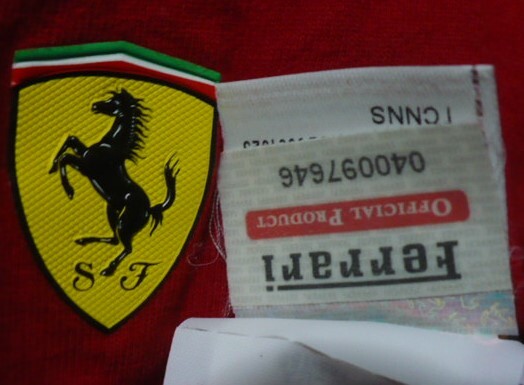 S F
Ferrari
OFFICIAL PRODUCT
040097646
I CNNS